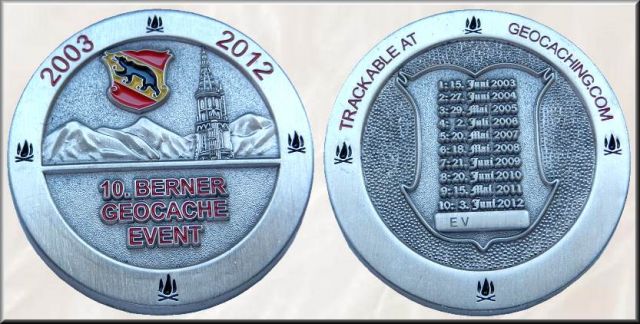 2003 2012
10. BERNER
GEOCACHE
EVENT
TRACKABLE AT GEOCACHING.COM
1: 15. Juni 2003
2: 27. Juni 2004
3: 29. Mai 2005
4: 2. Juli 2006
5: 20. Mai 2007
6: 18. Mai 2008
7: 21. Juni 2009
8: 20. Juni 2010
9: 15. Mai 2011
10: 3. Juni 2012
EV